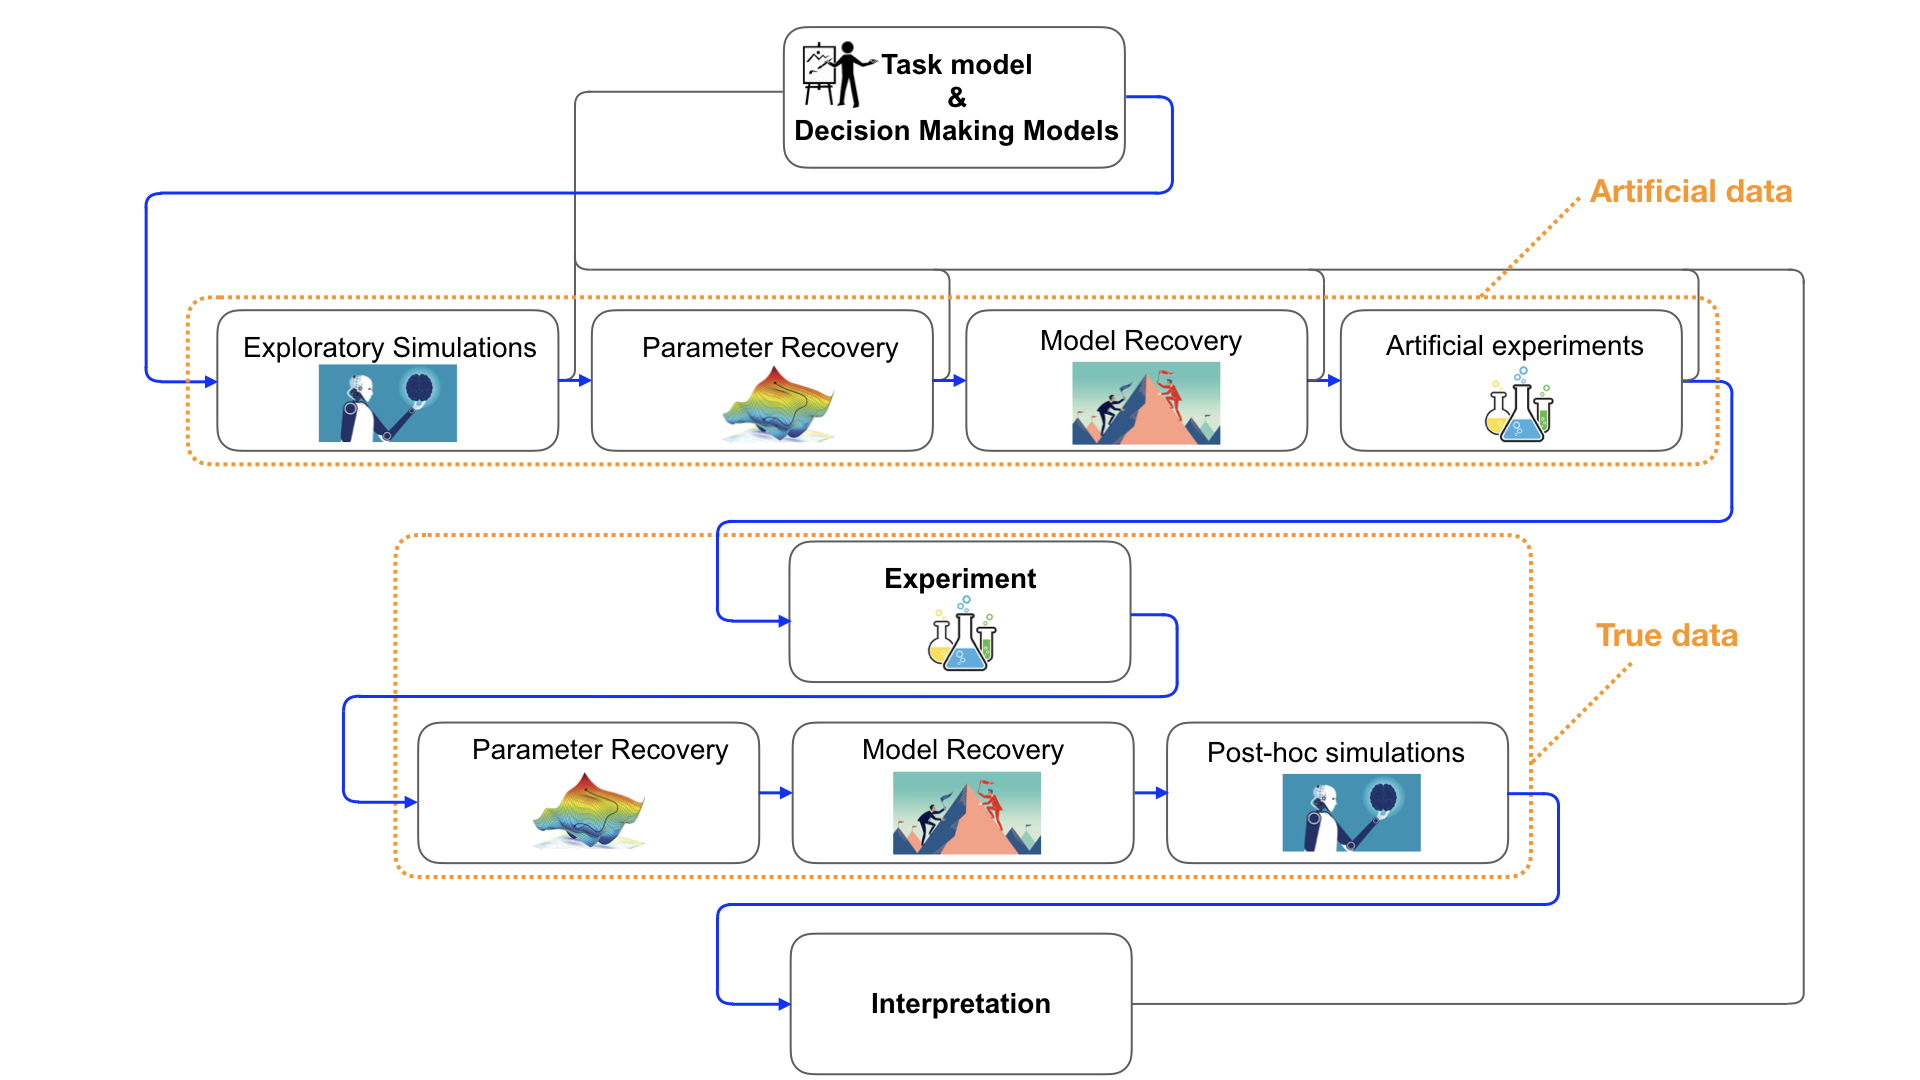 Task model
&
Decision Making Models
Artificial data
Exploratory Simulations
Parameter Recovery
Model Recovery
Artificial experiments
Experiment
True data
Parameter Recovery
Model Recovery
Post-hoc simulations
Interpretation